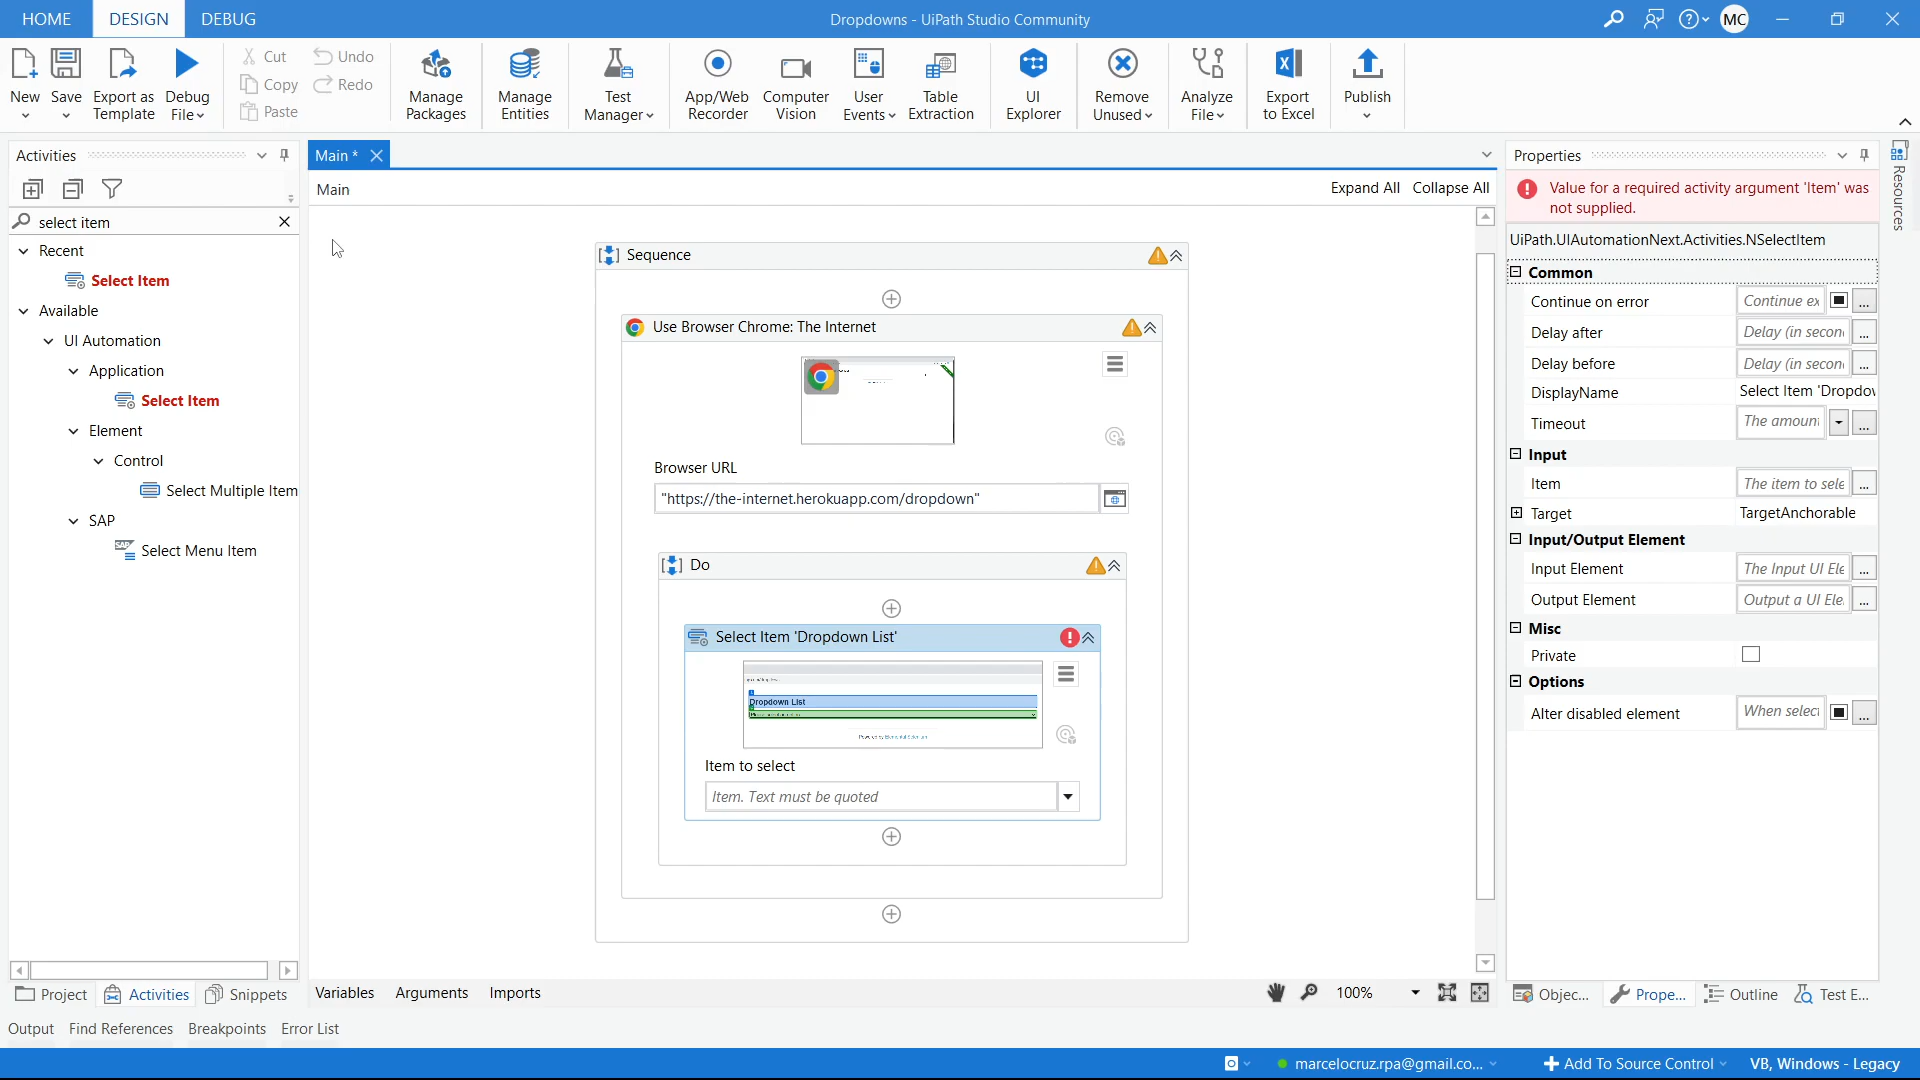 HOME DESIGN DEBUG
Dropdowns - UiPath Studio Community
MC
New
Save
Export as
Template
Debug
File
Cut
Copy
Paste
Undo
Redo
Manage
Packages
Manage
Entities
Test
Manager
App/Web
Recorder
Computer
Vision
User
Events
Table
Extraction
UI
Explorer
Remove
Unused
Analyze
File
Export
to Excel
Publish
Activities
select item
Recent
Select Item
Available
UI Automation
Application
Select Item
Element
Control
Select Multiple Item
SAP
Select Menu Item
Project Activities Snippets
Main *
Main
Expand All Collapse All
Sequence
Use Browser Chrome: The Internet
Browser URL
"https://the-internet.herokuapp.com/dropdown"
Do
Select Item 'Dropdown List'
Dropdown List
Powered by Elemental Selenium
Item to select
Item. Text must be quoted
Variables Arguments Imports
100%
Properties
Value for a required activity argument 'Item' was
not supplied.
UiPath.UIAutomationNext.Activities.NSelectItem
Common
Continue on error Continue ex ...
Delay after Delay (in secon ...
Delay before Delay (in secon ...
DisplayName Select Item 'Dropdov
Timeout The amoun ...
Input
Item The item to sele ...
Target TargetAnchorable
Input/Output Element
Input Element The Input UI Ele ...
Output Element Output a UI Ele ...
Misc
Private
Options
Alter disabled element When select ...
Objec... Prope... Outline Test E...
Resources
Output Find References Breakpoints Error List
marcelocruz.rpa@gmail.co...
Add To Source Control
VB, Windows - Legacy